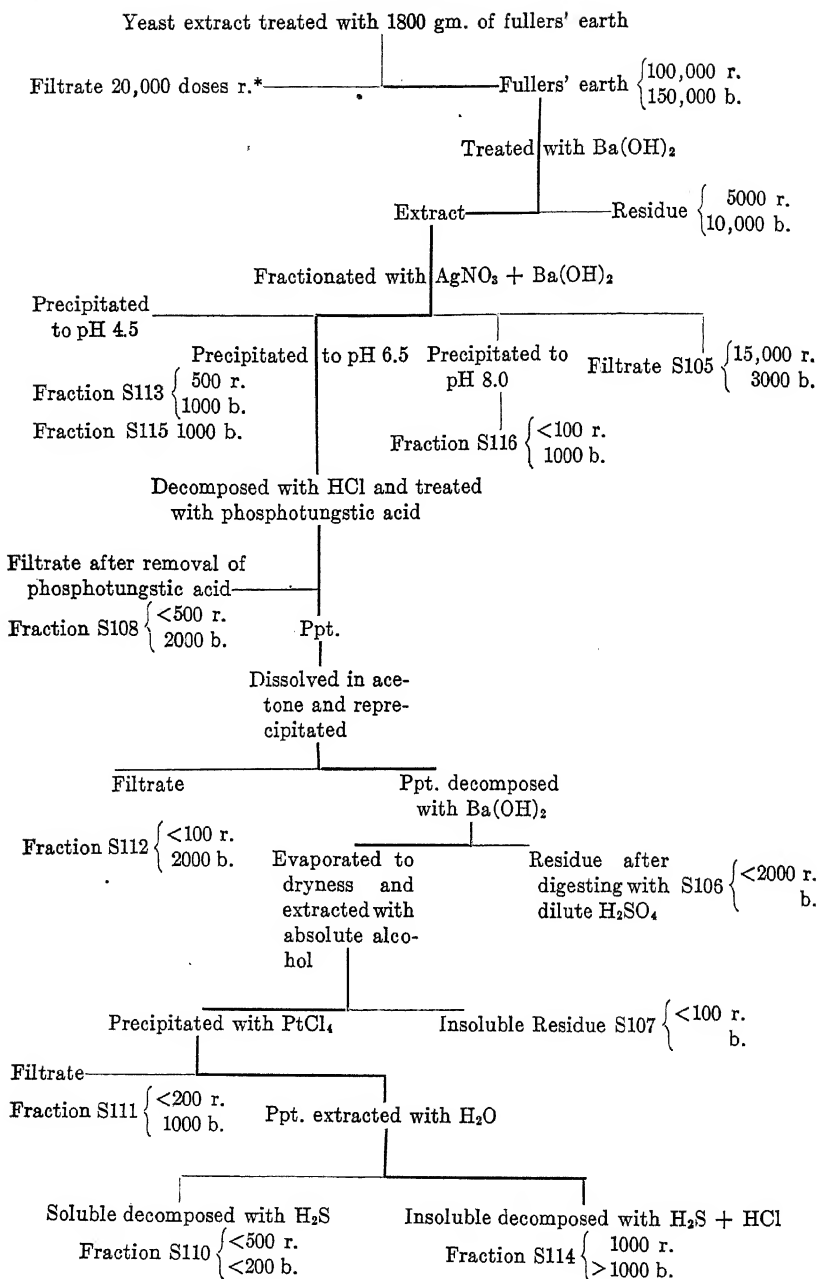 Yeast extract treated with 1800 gm. of fullers' earth
Filtrate 20,000 doses r.*
Fullers' earth {100,000 r.
150,000 b.
Treated with Ba(OH)₂
Extract
Residue { 5000 r.
10,000 b.
Fractionated with AgNO₃ + Ba(OH)₂
Precipitated
to pH 4.5
Fraction S113 { 500 r.
1000 b.
Fraction S115 1000 b.
Precipitated to pH 6.5
Precipitated to
pH 8.0
Fraction S116 {<100 r.
1000 b.
Filtrate S105 {15,000 r.
3000 b.
Decomposed with HCl and treated
with phosphotungstic acid
Filtrate after removal of
phosphotungstic acid
Fraction S108 {<500 r.
2000 b.
Ppt.
Dissolved in ace-
tone and repre-
cipitated
Filtrate
Fraction S112 {<100 r.
2000 b.
Ppt. decomposed
with Ba(OH)₂
Evaporated to
dryness and
extracted with
absolute alco-
hol
Residue after
digesting with S106 {<2000 r.
dilute H₂SO₄ b.
Precipitated with PtCl₄
Insoluble Residue S107 {<100 r.
b.
Filtrate
Fraction S111 {<200 r.
1000 b.
Ppt. extracted with H₂O
Soluble decomposed with H₂S
Fraction S110 {<500 r.
<200 b.
Insoluble decomposed with H₂S + HCl
Fraction S114 { 1000 r.
>1000 b.